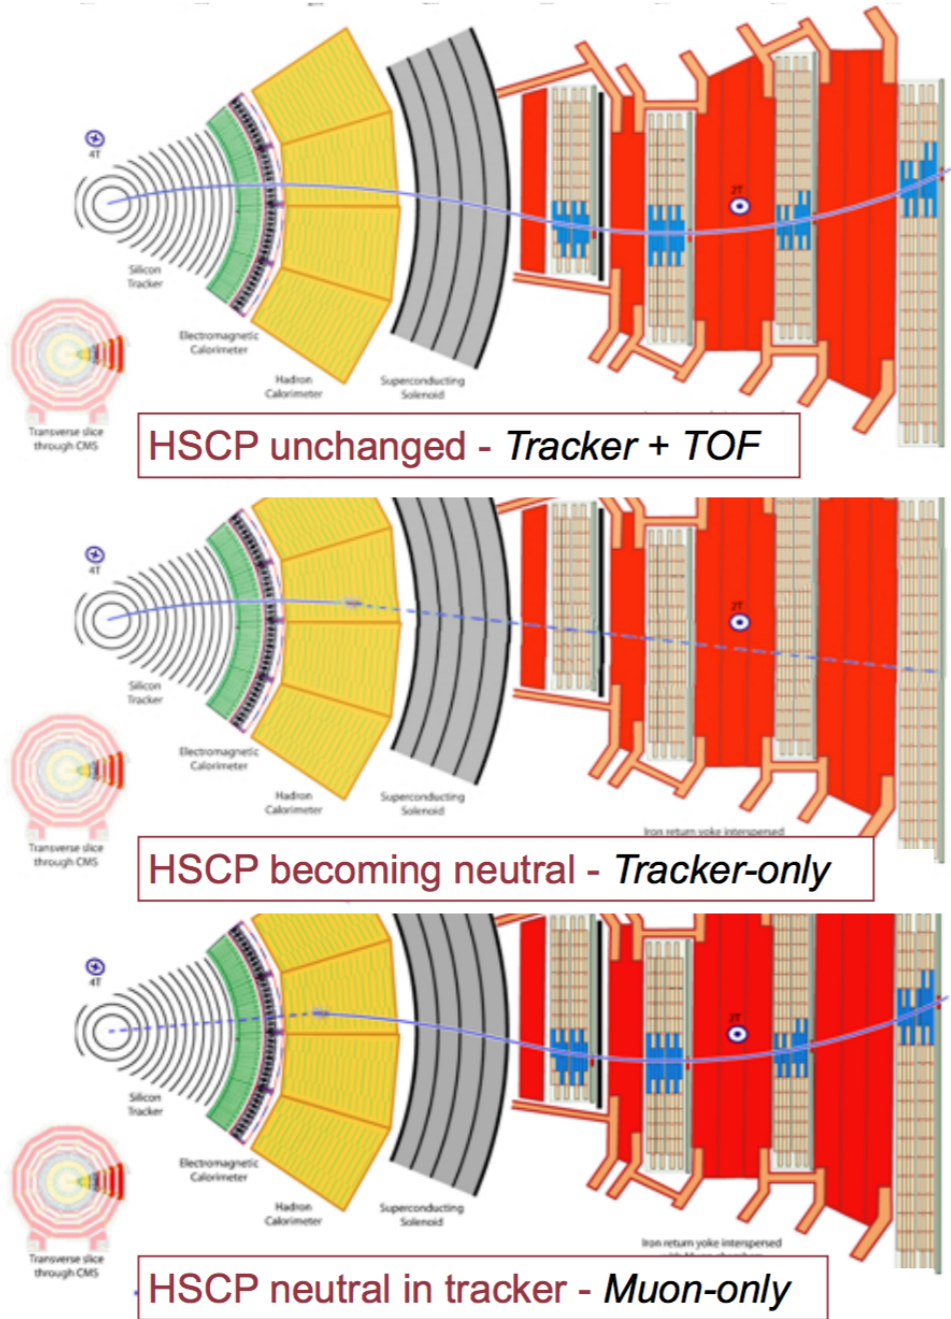 4T
2T
Silicon
Tracker
Electromagnetic
Calorimeter
Hadron
Calorimeter
Superconducting
Solenoid
Transverse slice
through CMS
HSCP unchanged - Tracker + TOF
4T
2T
Silicon
Tracker
Electromagnetic
Calorimeter
Hadron
Calorimeter
Superconducting
Solenoid
Iron return yoke interspersed
Transverse slice
through CMS
HSCP becoming neutral - Tracker-only
4T
2T
Silicon
Tracker
Electromagnetic
Calorimeter
Hadron
Calorimeter
Superconducting
Solenoid
Iron return yoke interspersed
Transverse slice
through CMS
HSCP neutral in tracker - Muon-only